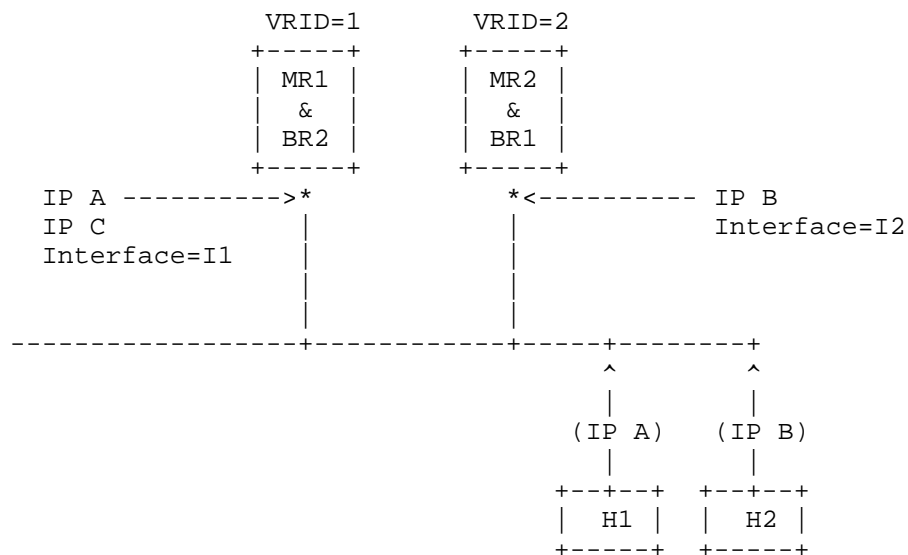 VRID=1        VRID=2
+-----+      +-----+
| MR1 |      | MR2 |
|  &  |      |  &  |
| BR2 |      | BR1 |
+-----+      +-----+
IP A ---------->*            *<---------- IP B
IP C            |            |            Interface=I2
Interface=I1    |            |
|            |
|            |
------------------+------------+-----+--------+
^        ^
|        |
(IP A)   (IP B)
|        |
+--+--+  +--+--+
|  H1 |  |  H2 |
+-----+  +-----+